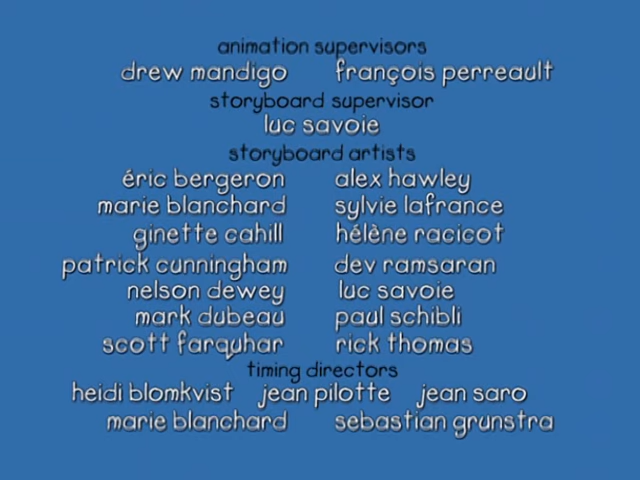 animation supervisors
drew mandigo françois perreault
storyboard supervisor
luc savoie
storyboard artists
éric bergeron alex hawley
marie blanchard sylvie lafrance
ginette cahill hélène racicot
patrick cunningham dev ramsaran
nelson dewey luc savoie
mark dubeau paul schibli
scott farquhar rick thomas
timing directors
heidi blomkvist jean pilotte jean saro
marie blanchard sebastian grunstra